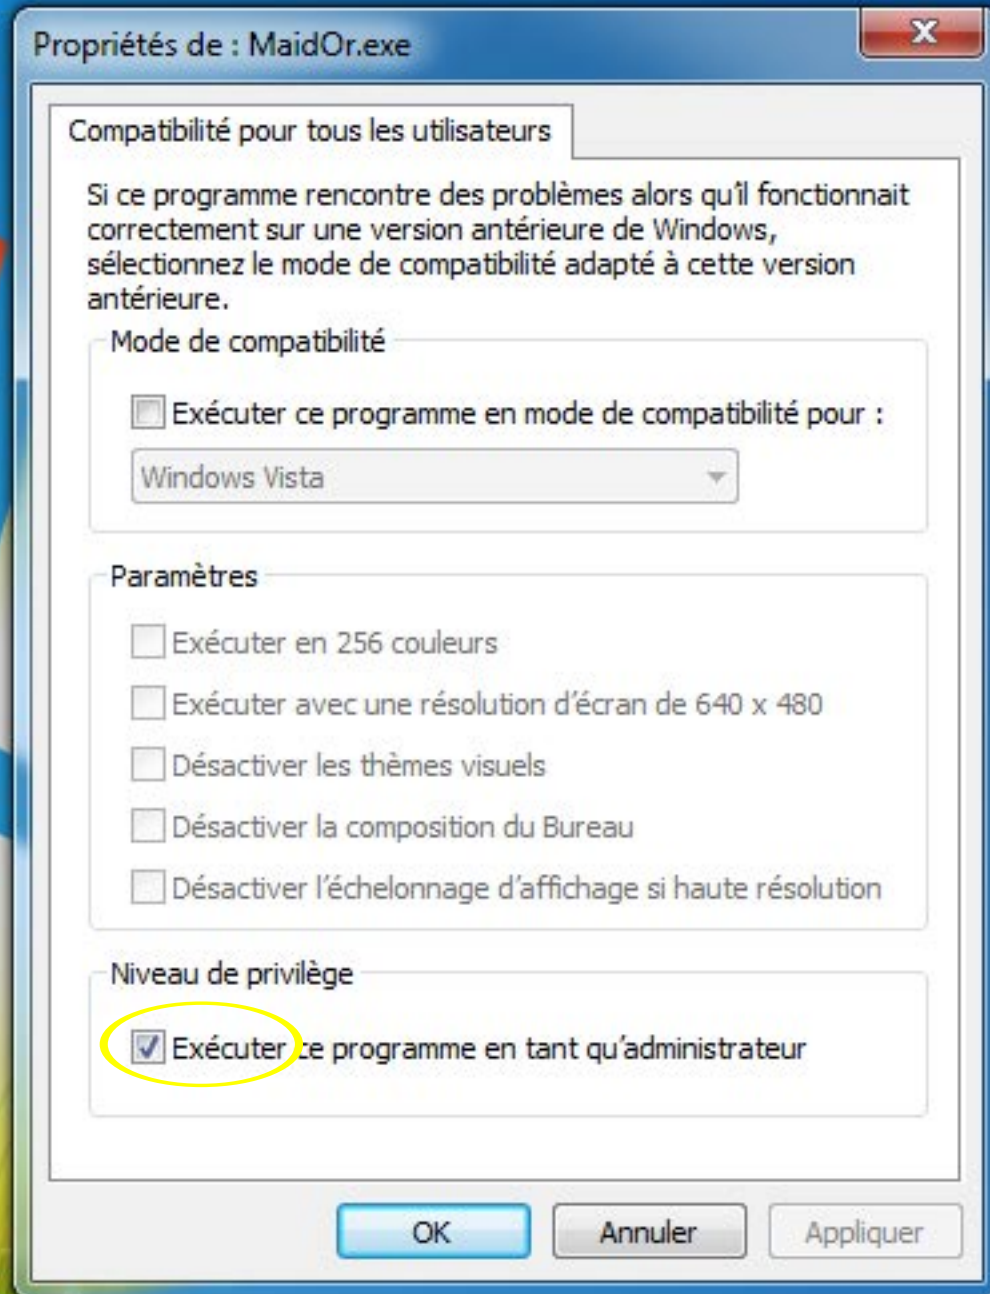 Propriétés de : MaidOr.exe
x
Compatibilité pour tous les utilisateurs
Si ce programme rencontre des problèmes alors qu'il fonctionnait
correctement sur une version antérieure de Windows,
sélectionnez le mode de compatibilité adapté à cette version
antérieure.
Mode de compatibilité
Exécuter ce programme en mode de compatibilité pour :
Windows Vista
Paramètres
Exécuter en 256 couleurs
Exécuter avec une résolution d'écran de 640 x 480
Désactiver les thèmes visuels
Désactiver la composition du Bureau
Désactiver l'échelonnage d'affichage si haute résolution
Niveau de privilège
Exécuter ce programme en tant qu'administrateur
OK
Annuler
Appliquer